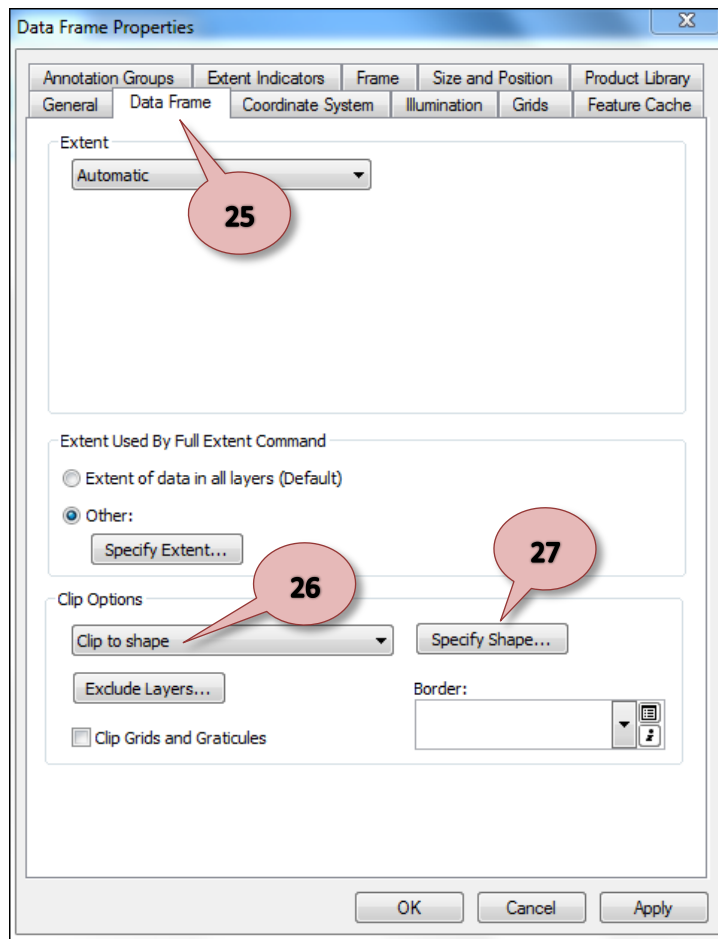 Data Frame Properties
Annotation Groups Extent Indicators Frame Size and Position Product Library
General Data Frame Coordinate System Illumination Grids Feature Cache
Extent
Automatic
25
Extent Used By Full Extent Command
Extent of data in all layers (Default)
Other:
Specify Extent...
27
26
Clip Options
Clip to shape Specify Shape...
Exclude Layers... Border:
Clip Grids and Graticules
OK Cancel Apply